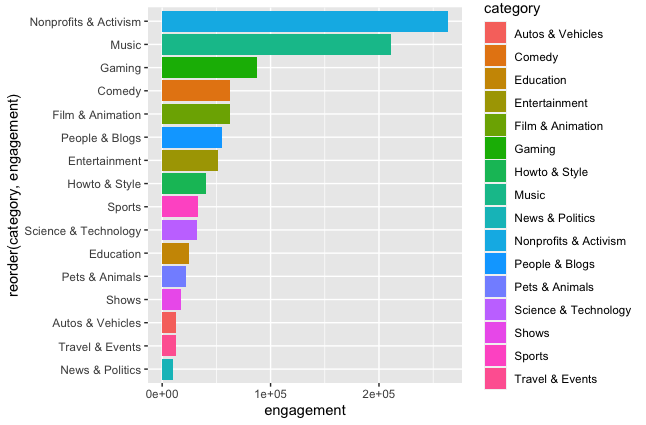 reorder(category, engagement)
Nonprofits & Activism
Music
Gaming
Comedy
Film & Animation
People & Blogs
Entertainment
Howto & Style
Sports
Science & Technology
Education
Pets & Animals
Shows
Autos & Vehicles
Travel & Events
News & Politics
0e+00 1e+05 2e+05
engagement
category
Autos & Vehicles
Comedy
Education
Entertainment
Film & Animation
Gaming
Howto & Style
Music
News & Politics
Nonprofits & Activism
People & Blogs
Pets & Animals
Science & Technology
Shows
Sports
Travel & Events